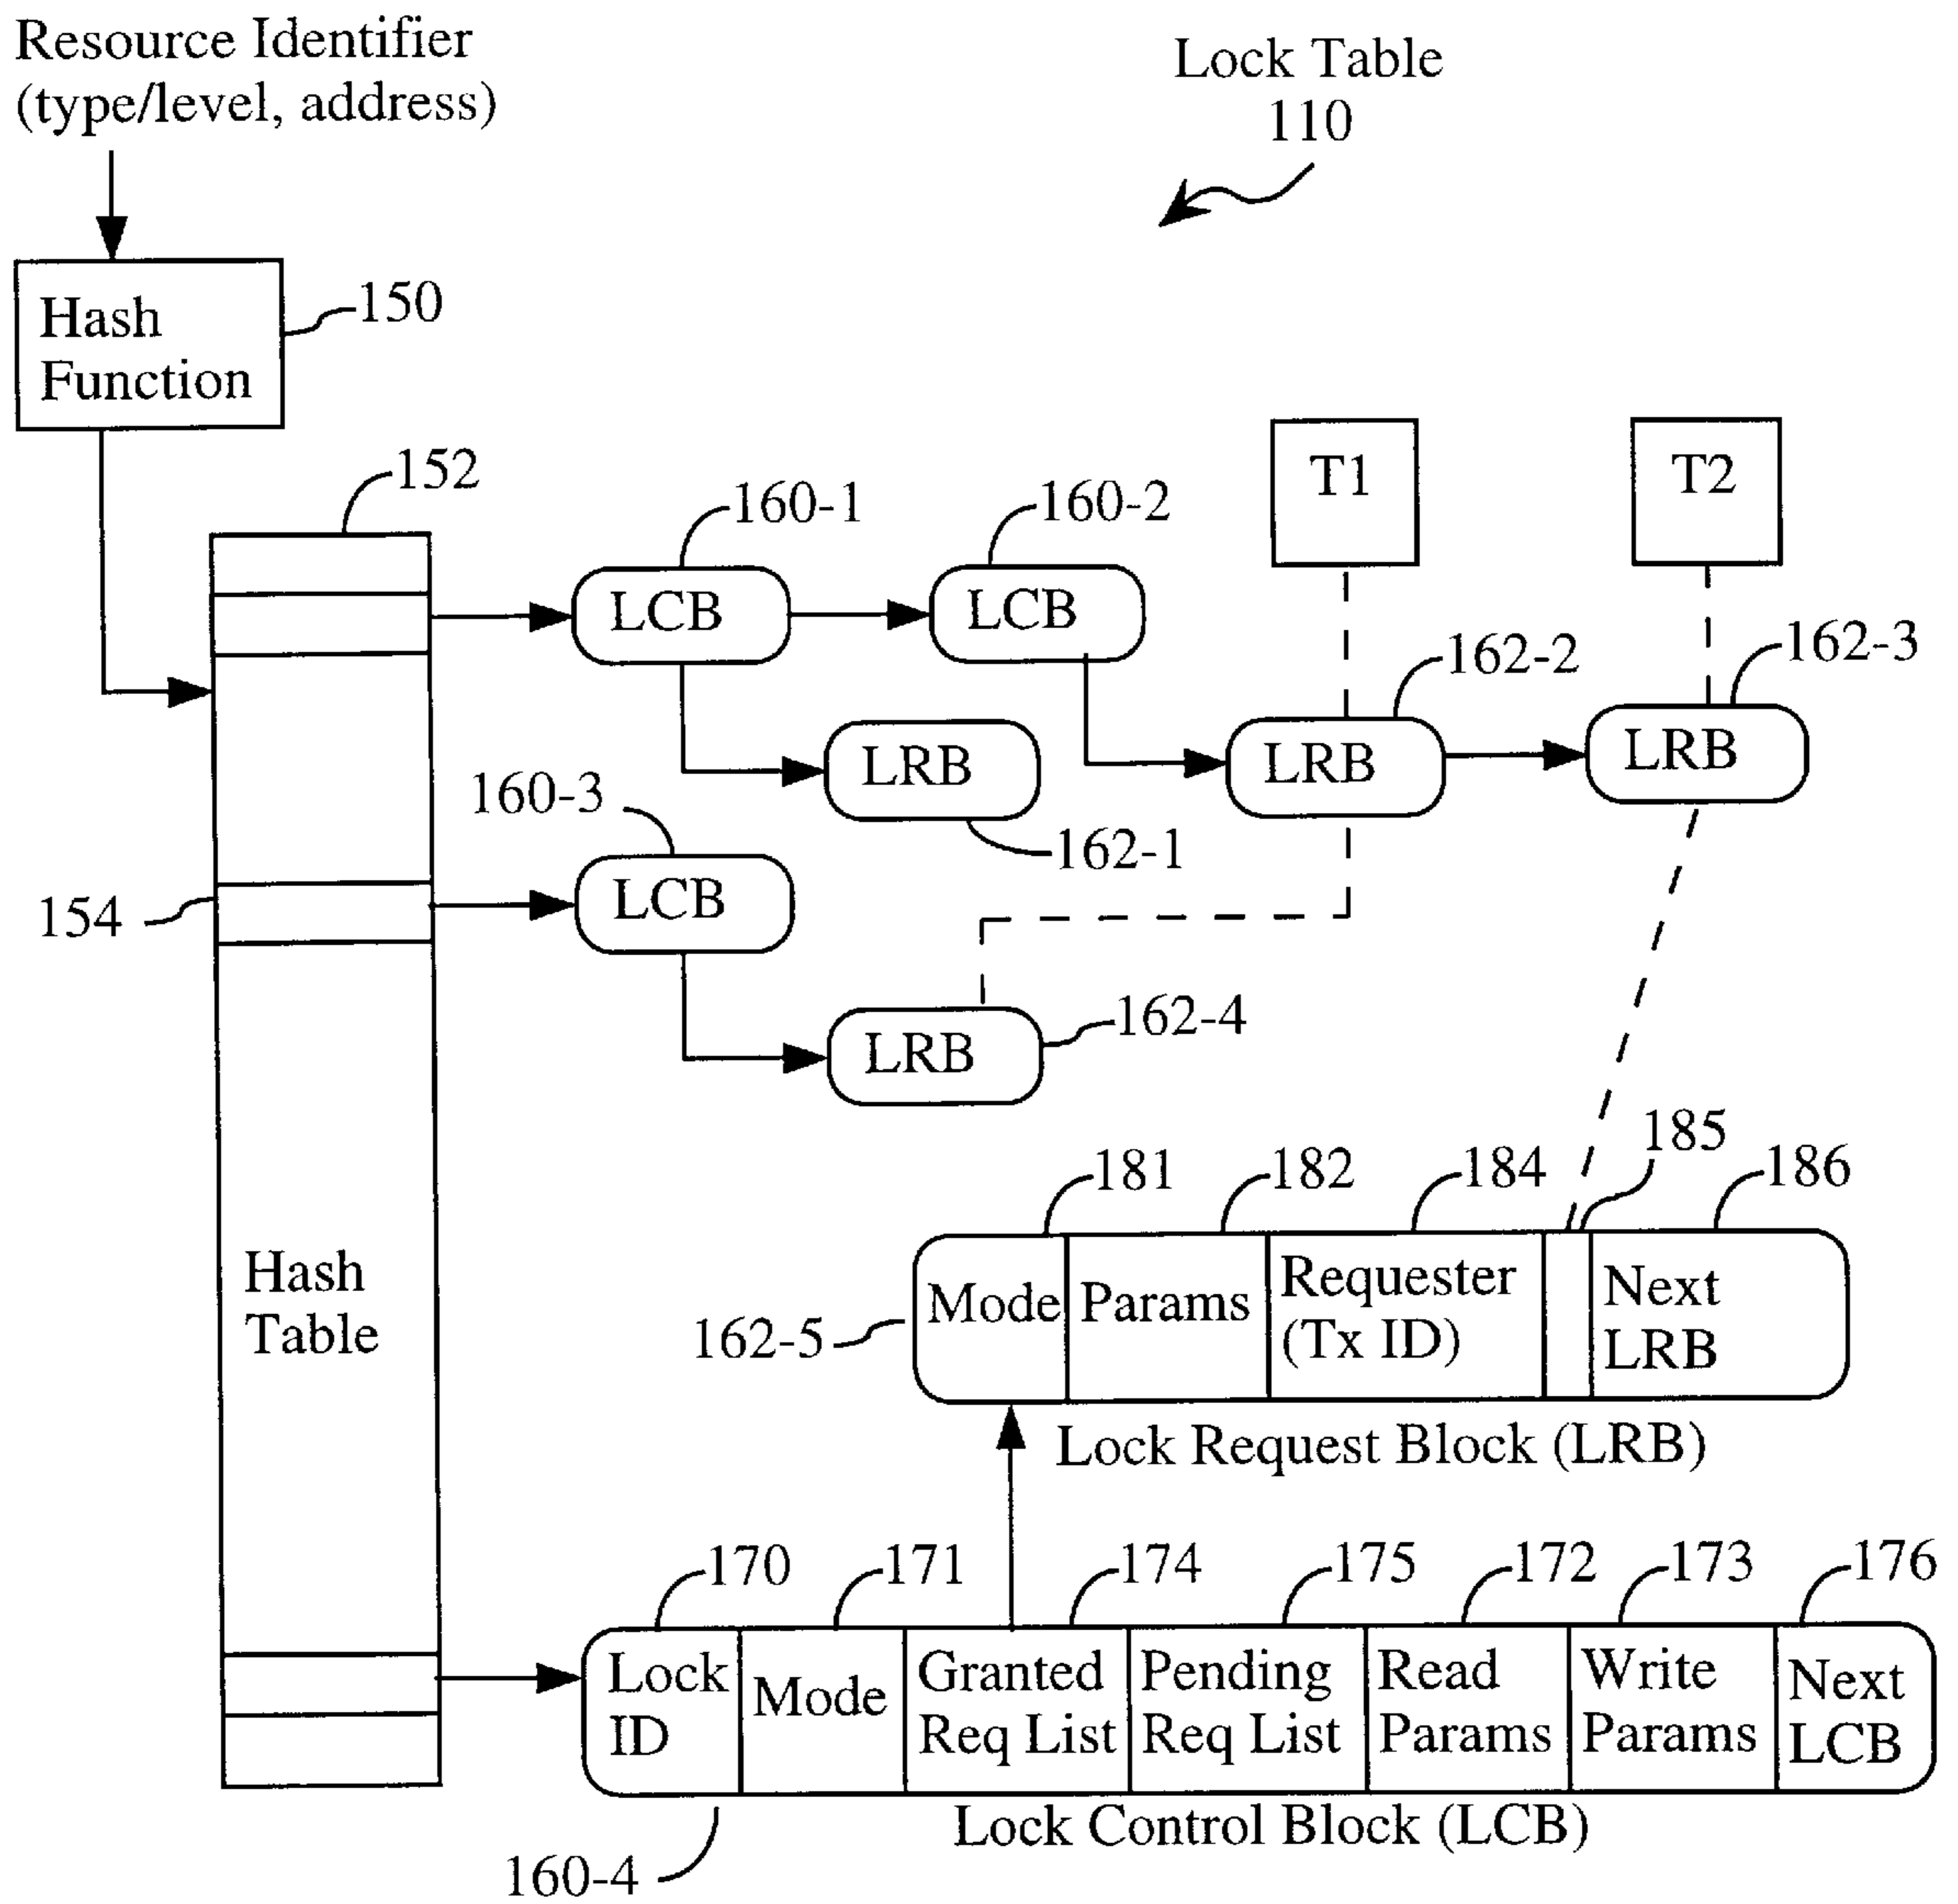 Resource Identifier
(type/level, address)
Lock Table
110
Hash
Function
150
152
160-1
160-2
T1
T2
LCB
LCB
162-2
162-3
LRB
LRB
LRB
160-3
162-1
LCB
154
162-4
LRB
185
181
182
184
186
Hash
Table
Mode
Params
Requester
(Tx ID)
Next
LRB
162-5
Lock Request Block (LRB)
170
171
174
175
172
173
176
Lock
ID
Mode
Granted
Req List
Pending
Req List
Read
Params
Write
Params
Next
LCB
Lock Control Block (LCB)
160-4